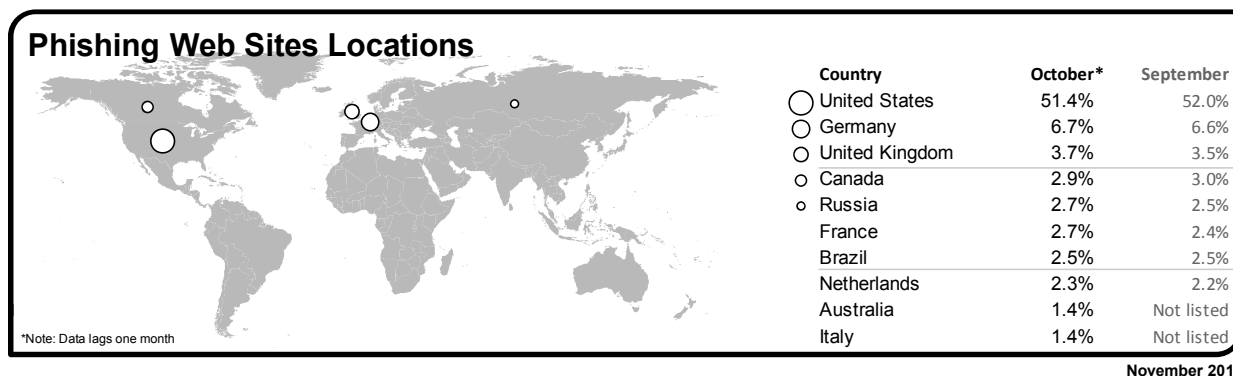 Phishing Web Sites Locations
Country October* September
United States 51.4% 52.0%
Germany 6.7% 6.6%
United Kingdom 3.7% 3.5%
Canada 2.9% 3.0%
Russia 2.7% 2.5%
France 2.7% 2.4%
Brazil 2.5% 2.5%
Netherlands 2.3% 2.2%
Australia 1.4% Not listed
Italy 1.4% Not listed
*Note: Data lags one month
November 201